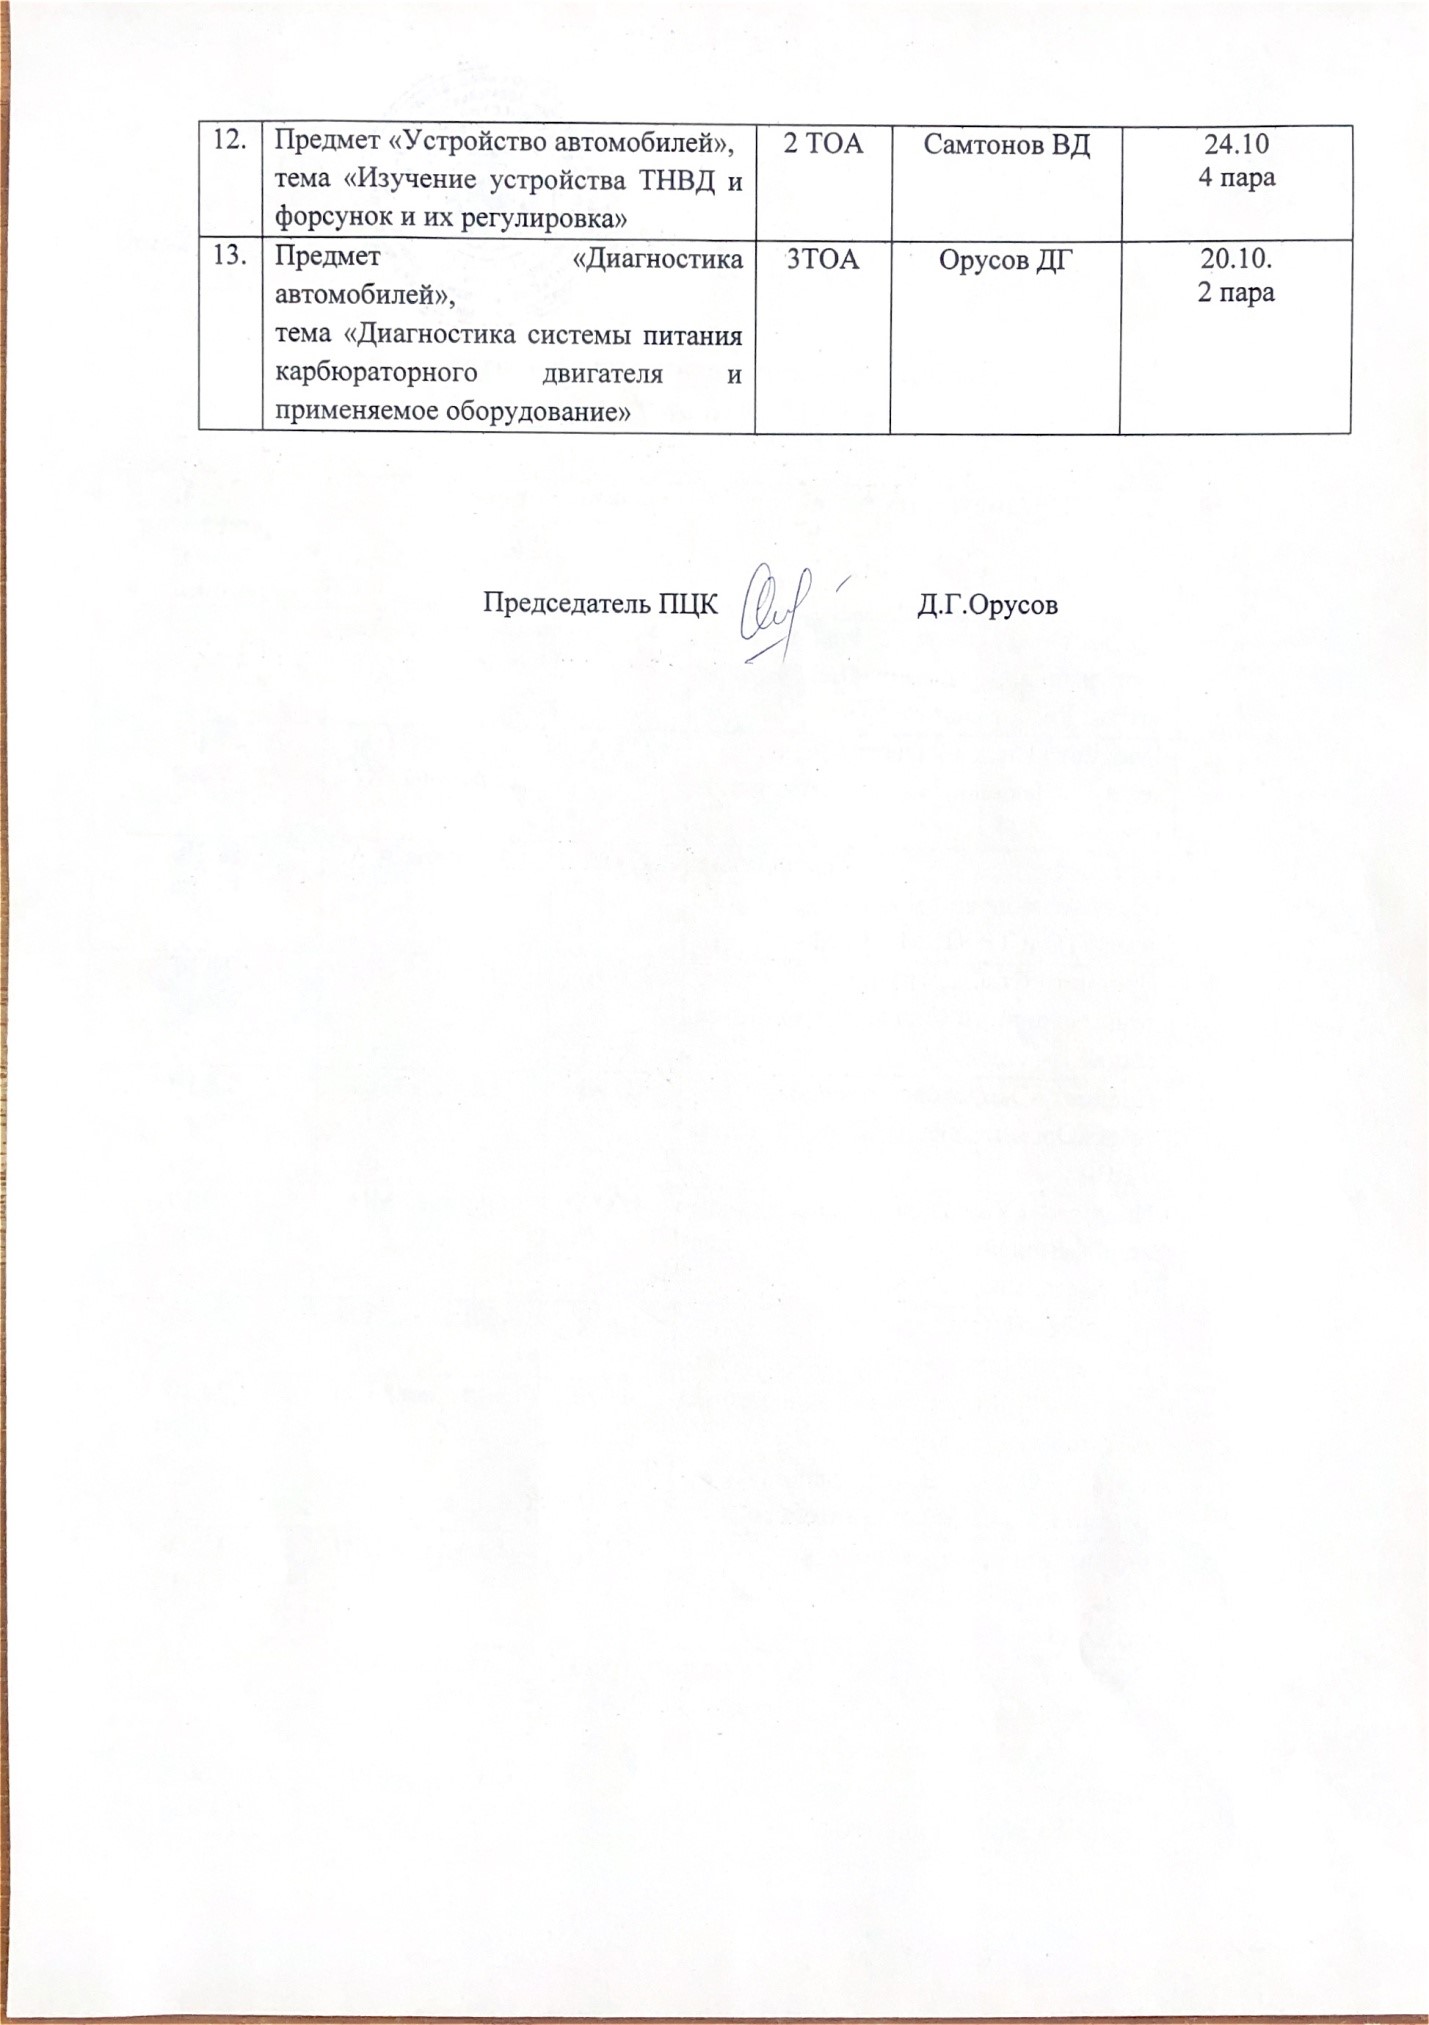 12. Предмет «Устройство автомобилей», 2 ТОА Самтонов ВД 24.10
тема «Изучение устройства ТНВД и 4 пара
форсунок и их регулировка»
13. Предмет «Диагностика 3ТОА Орусов ДГ 20.10.
автомобилей», 2 пара
тема «Диагностика системы питания
карбюраторного двигателя и
применяемое оборудование»
Председатель ПЦК Д.Г.Орусов